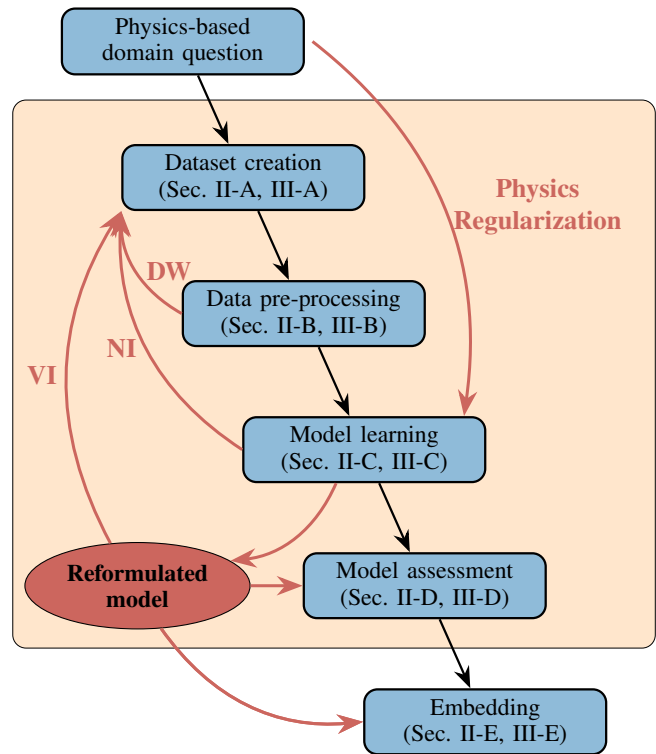 Physics-based
domain question
Dataset creation
(Sec. II-A, III-A)
Physics
Regularization
DW
Data pre-processing
(Sec. II-B, III-B)
NI
VI
Model learning
(Sec. II-C, III-C)
Reformulated
model
Model assessment
(Sec. II-D, III-D)
Embedding
(Sec. II-E, III-E)